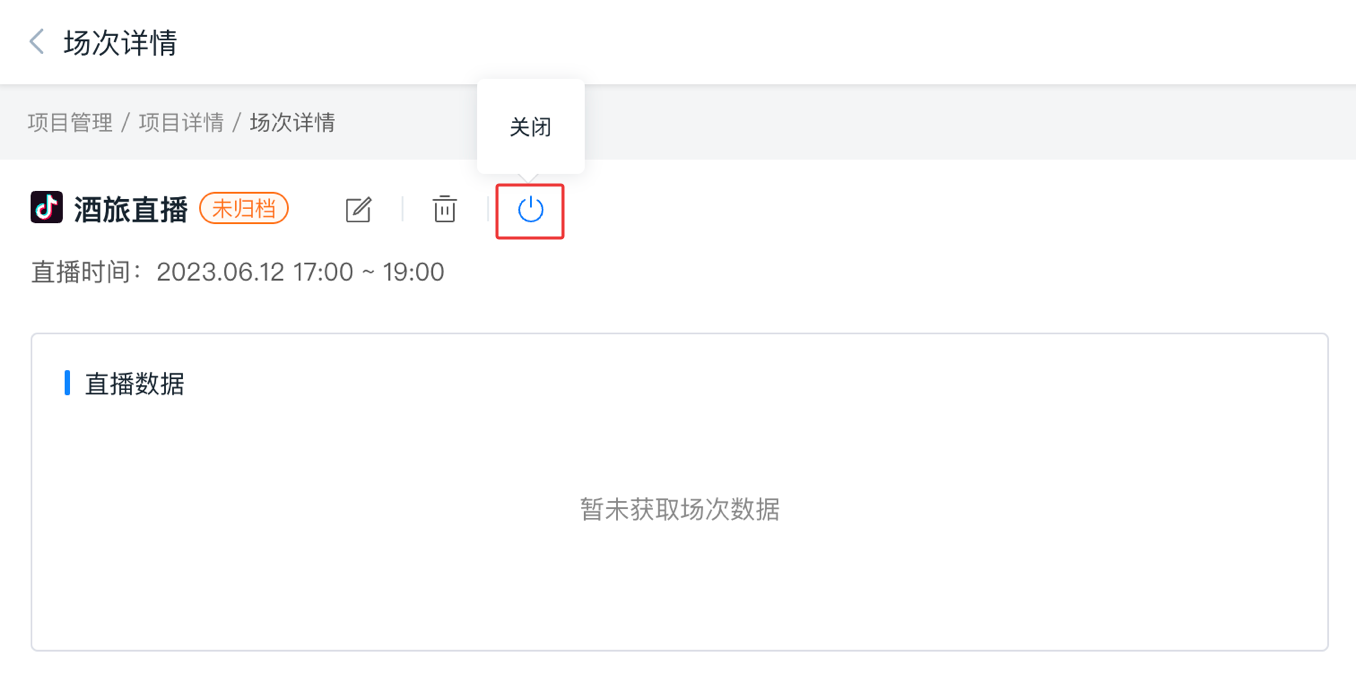 场次详情
关闭
项目管理 / 项目详情 / 场次详情
酒旅直播 未归档
直播时间：2023.06.12 17:00 ~ 19:00
直播数据
暂未获取场次数据